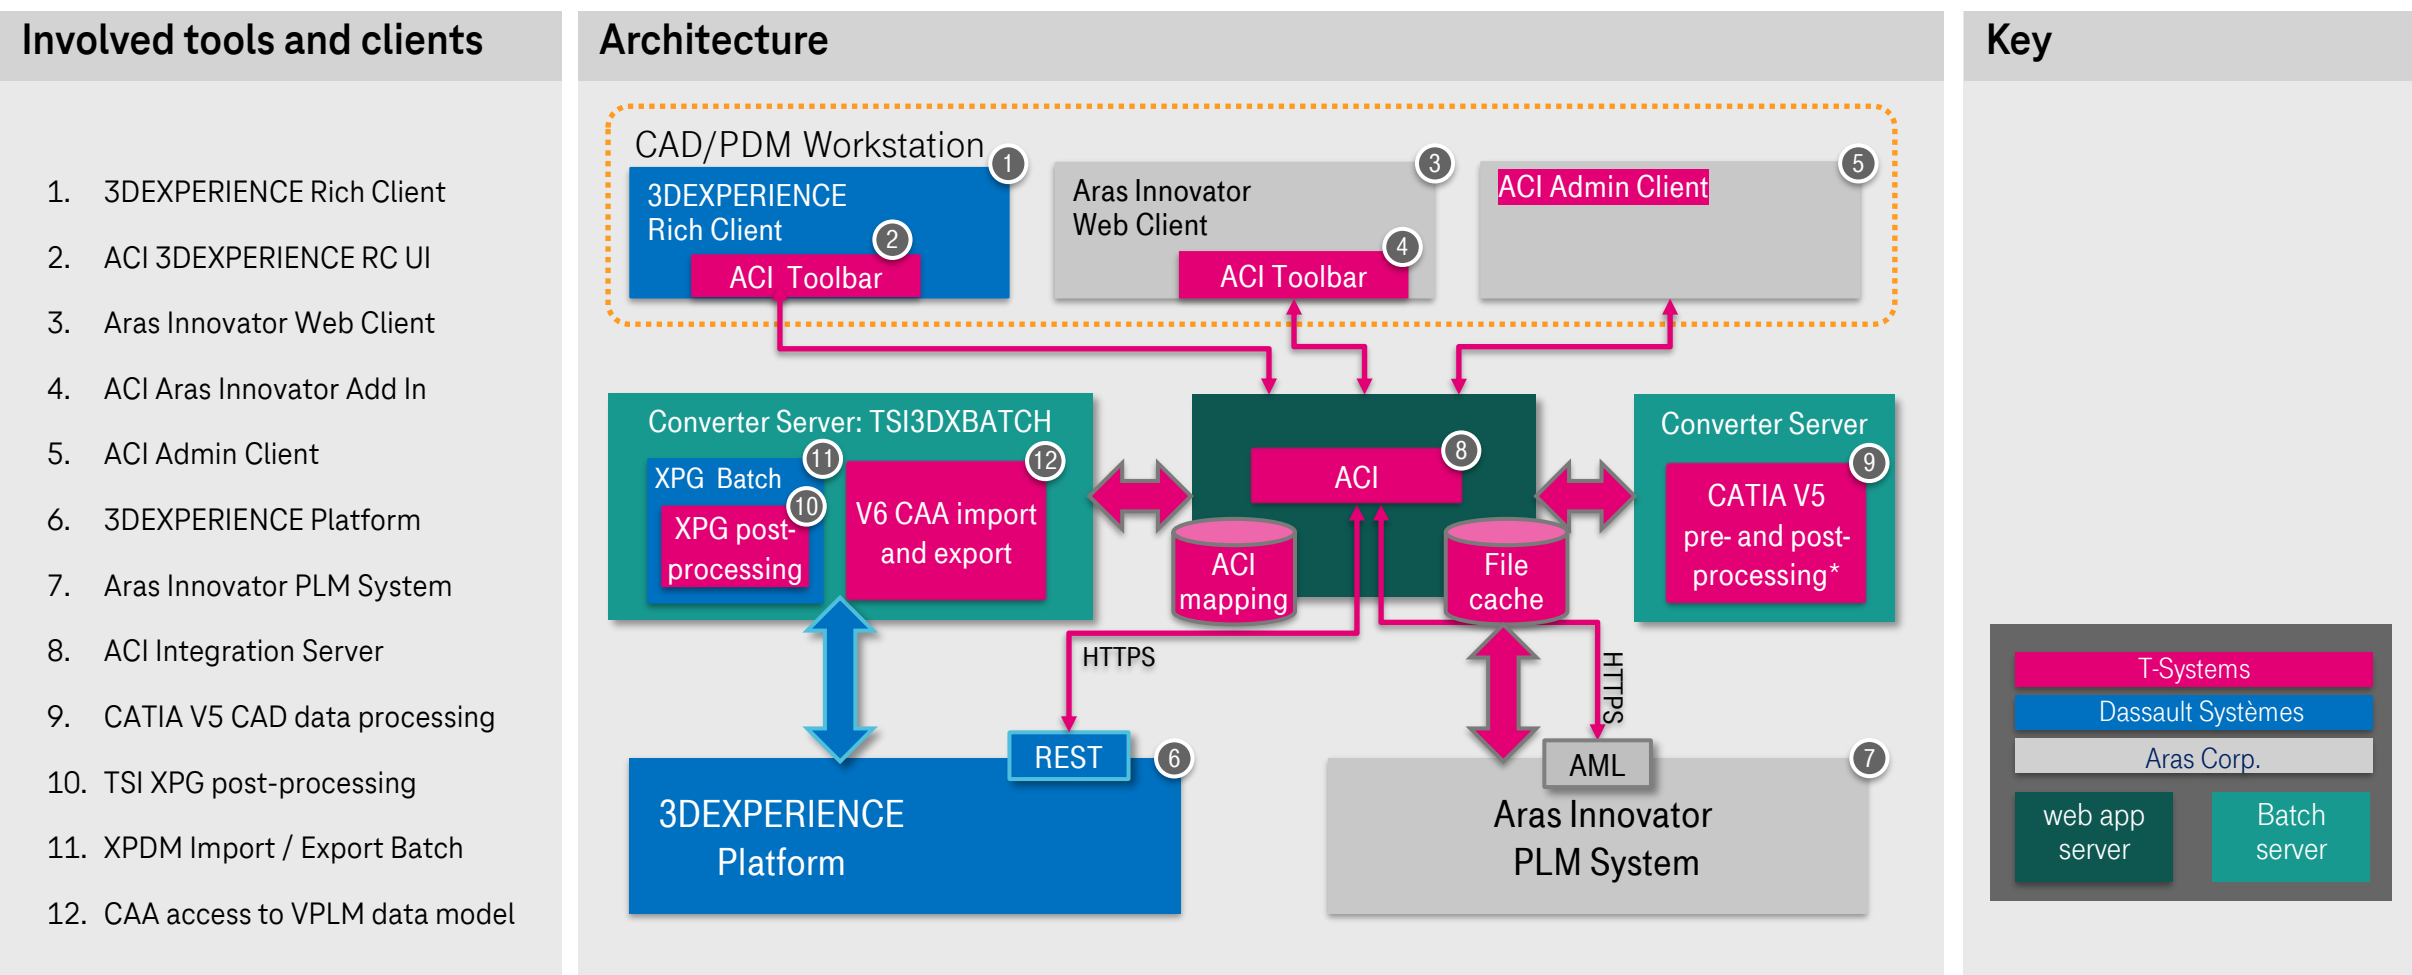 Involved tools and clients
1. 3DEXPERIENCE Rich Client
2. ACI 3DEXPERIENCE RC UI
3. Aras Innovator Web Client
4. ACI Aras Innovator Add In
5. ACI Admin Client
6. 3DEXPERIENCE Platform
7. Aras Innovator PLM System
8. ACI Integration Server
9. CATIA V5 CAD data processing
10. TSI XPG post-processing
11. XPDM Import / Export Batch
12. CAA access to VPLM data model
Architecture
CAD/PDM Workstation
1
3DEXPERIENCE
Rich Client
2
ACI Toolbar
3
Aras Innovator
Web Client
4
ACI Toolbar
5
ACI Admin Client
Converter Server: TSI3DXBATCH
11
XPG Batch
10
XPG post-
processing
12
V6 CAA import
and export
8
ACI
ACI
mapping
File
cache
Converter Server
9
CATIA V5
pre- and post-
processing*
HTTPS
HTTPS
REST
6
3DEXPERIENCE
Platform
AML
7
Aras Innovator
PLM System
Key
T-Systems
Dassault Systèmes
Aras Corp.
web app
server
Batch
server